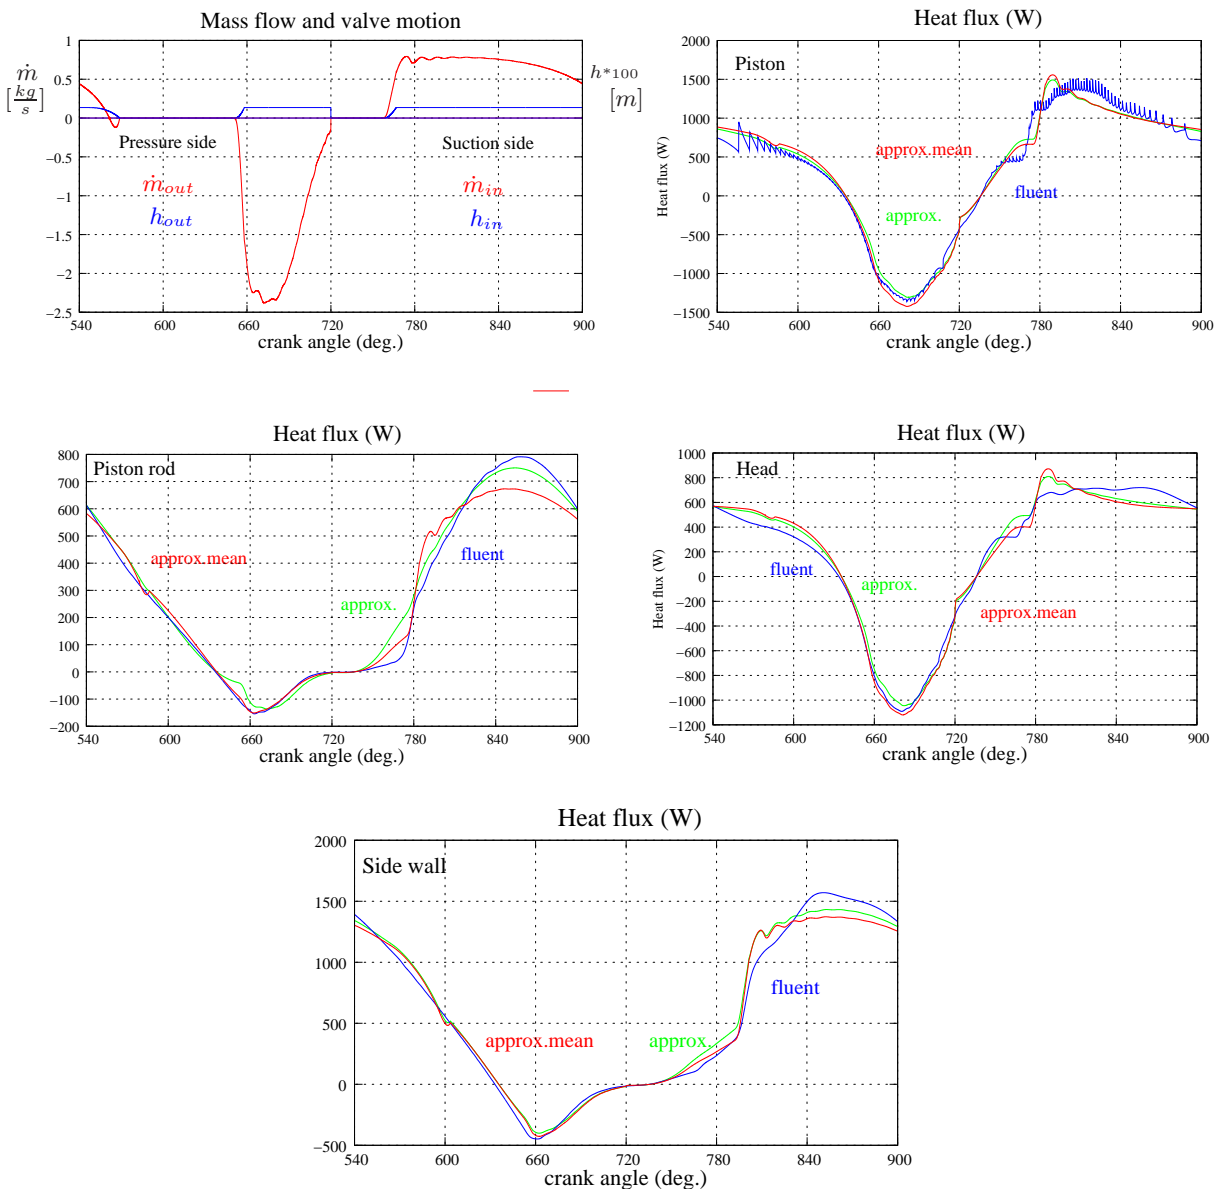 Mass flow and valve motion
1
0.5
0
−0.5
−1
−1.5
−2
−2.5
ṁ
[kg/s]
h*100
[m]
Pressure side
Suction side
ṁ_out
ṁ_in
h_out
h_in
540 600 660 720 780 840 900
crank angle (deg.)
Heat flux (W)
2000
1500
1000
500
0
−500
−1000
−1500
Heat flux (W)
Piston
approx.mean
fluent
approx.
540 600 660 720 780 840 900
crank angle (deg.)
Heat flux (W)
800
700
600
500
400
300
200
100
0
−100
−200
Piston rod
approx.mean
fluent
approx.
540 600 660 720 780 840 900
crank angle (deg.)
Heat flux (W)
1000
800
600
400
200
0
−200
−400
−600
−800
−1000
−1200
Heat flux (W)
Head
fluent
approx.
approx.mean
540 600 660 720 780 840 900
crank angle (deg.)
Heat flux (W)
2000
1500
1000
500
0
−500
Side wall
fluent
approx.mean
approx.
540 600 660 720 780 840 900
crank angle (deg.)